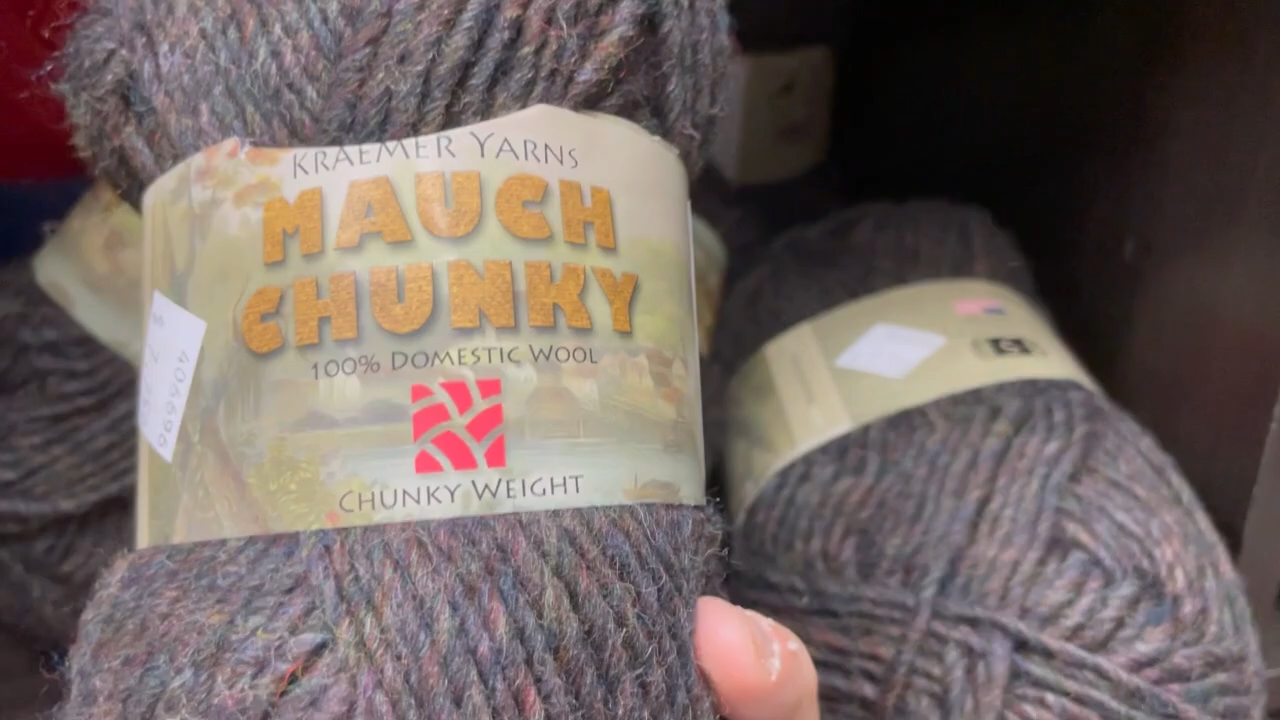 KRAEMER YARNS
MAUCH
CHUNKY
100% DOMESTIC WOOL
CHUNKY WEIGHT